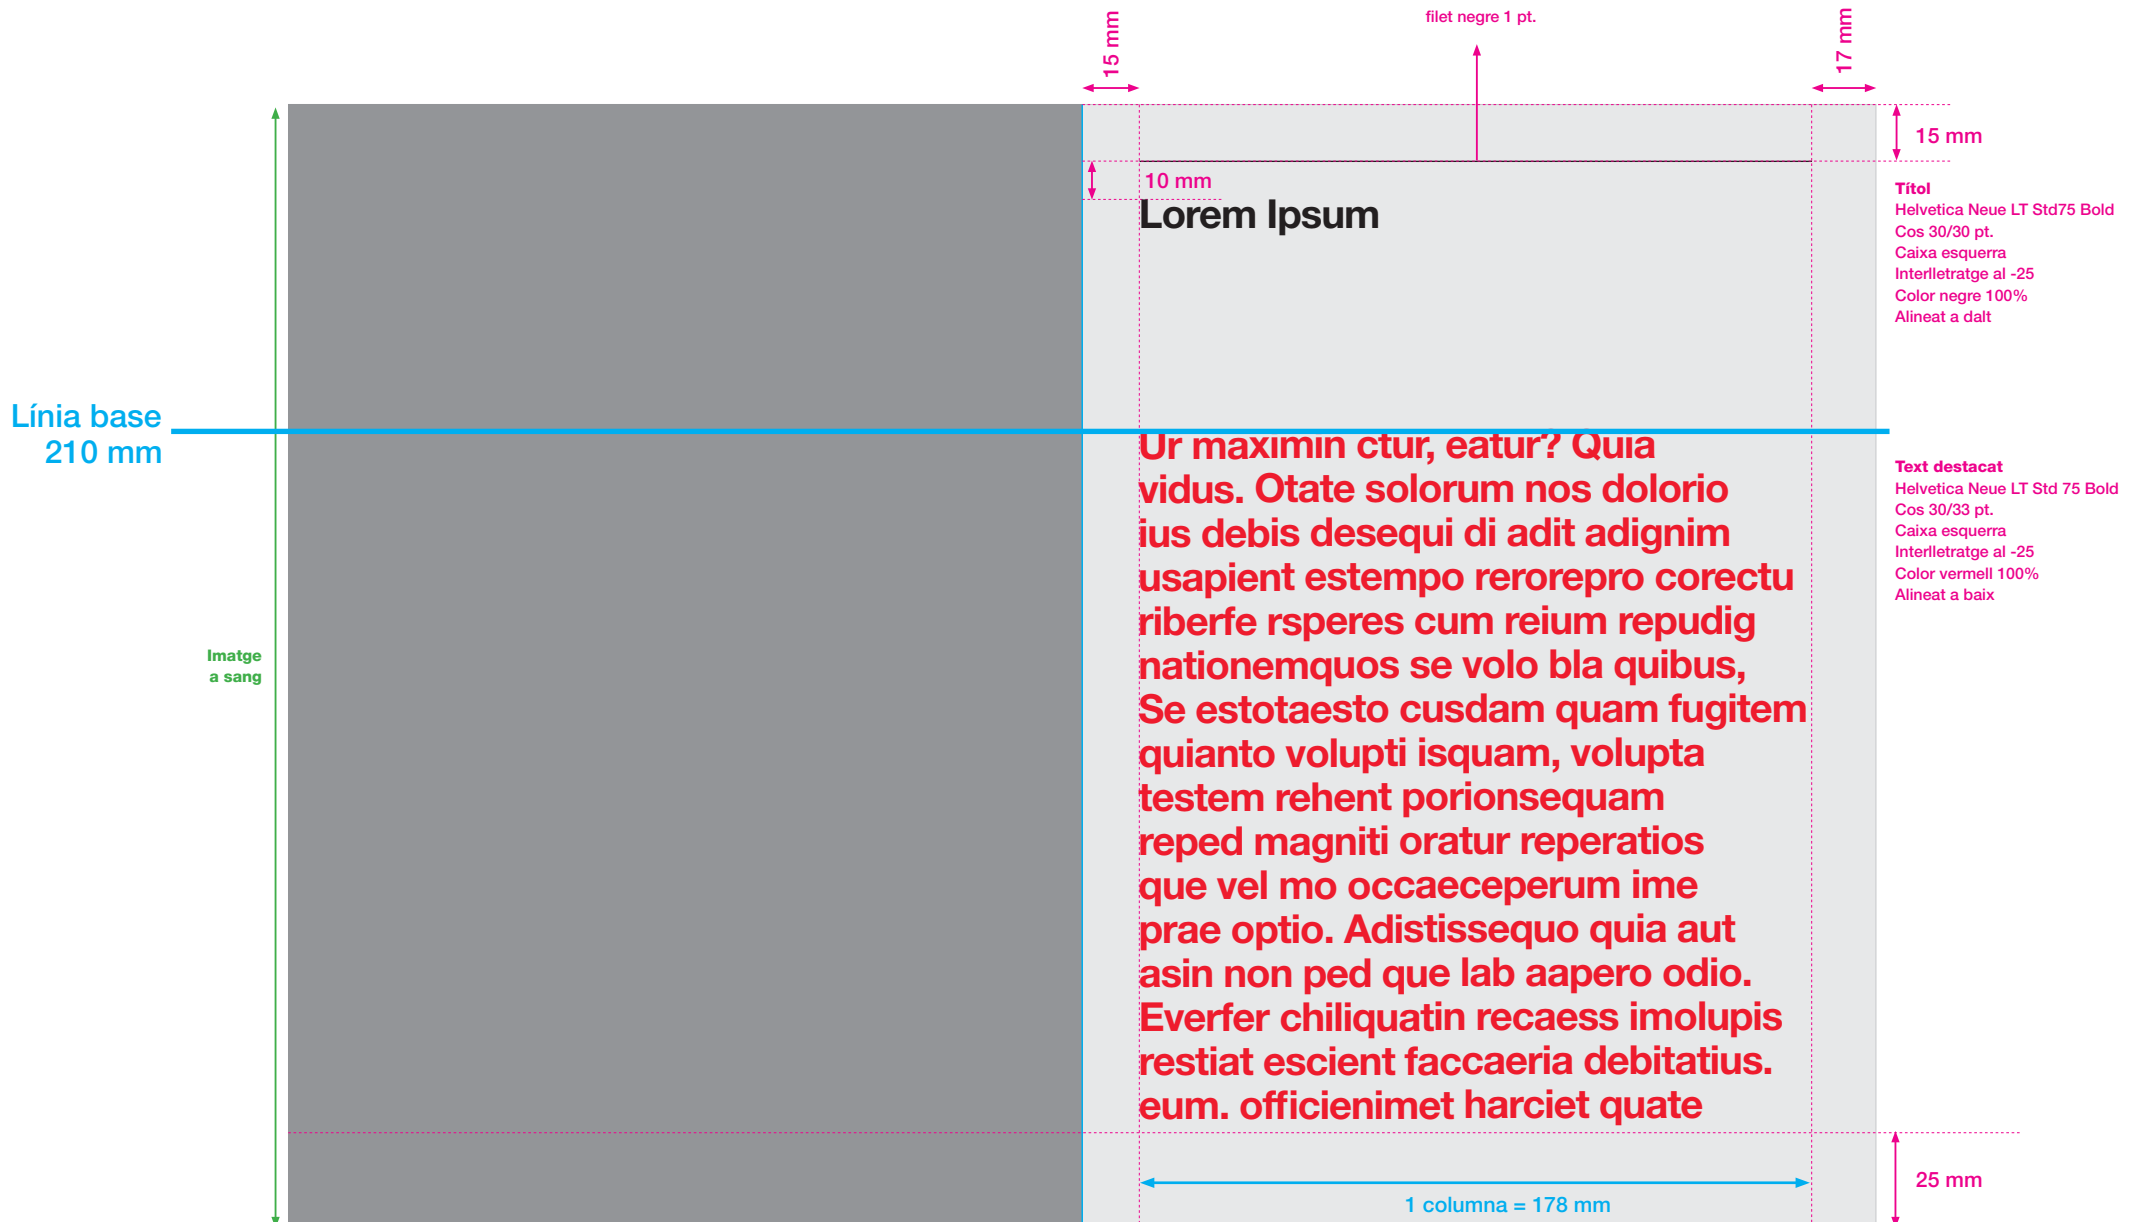 filet negre 1 pt.
15 mm
17 mm
15 mm
10 mm
Lorem Ipsum
Títol
Helvetica Neue LT Std75 Bold
Cos 30/30 pt.
Caixa esquerra
Interlletratge al -25
Color negre 100%
Alineat a dalt
Línia base
210 mm
Ur maximin ctur, eatur? Quia
vidus. Otate solorum nos dolorio
ius debis desequi di adit adignim
usapient estempo rerorepro corectu
riberfe rsperes cum reium repudig
nationemquos se volo bla quibus,
Se estotaesto cusdam quam fugitem
quianto volupti isquam, volupta
testem rehent porionsequam
reped magniti oratur reperatios
que vel mo occaeceperum ime
prae optio. Adistissequo quia aut
asin non ped que lab aapero odio.
Everfer chiliquatin recaess imolupis
restiat escient faccaeria debitatius.
eum. officienimet harciet quate
Text destacat
Helvetica Neue LT Std 75 Bold
Cos 30/33 pt.
Caixa esquerra
Interlletratge al -25
Color vermell 100%
Alineat a baix
Imatge
a sang
25 mm
1 columna = 178 mm